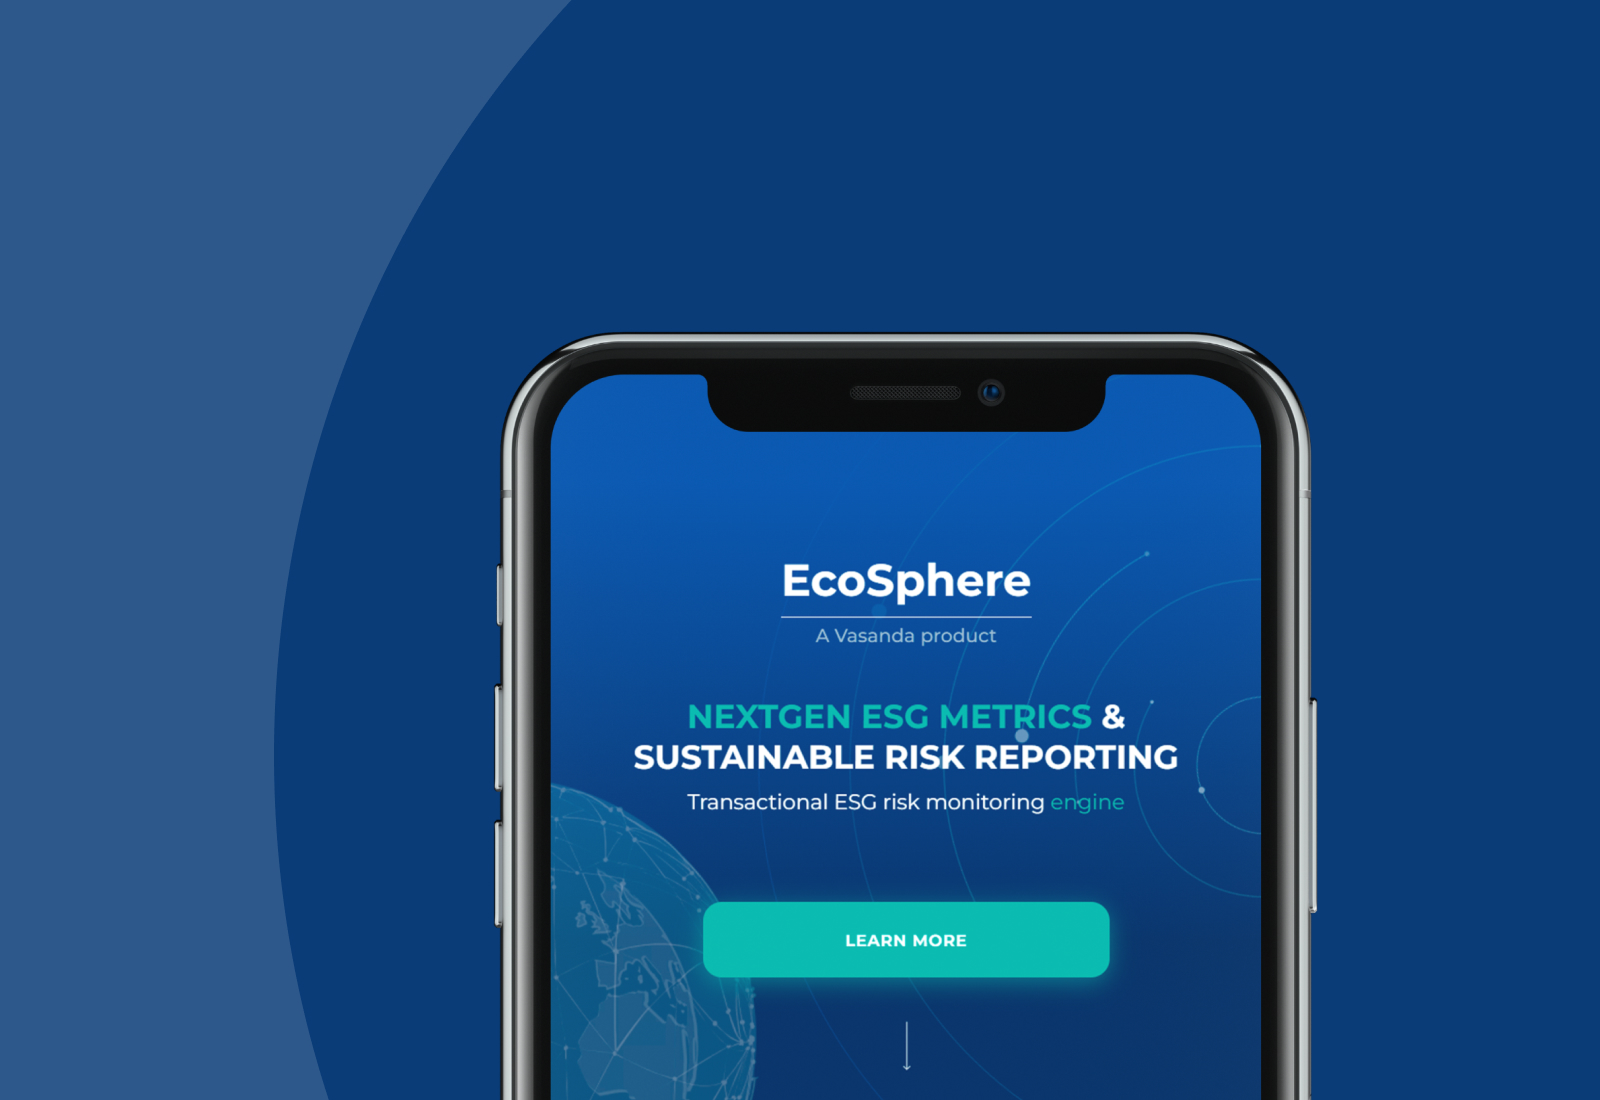 EcoSphere
A Vasanda product
NEXTGEN ESG METRICS &
SUSTAINABLE RISK REPORTING
Transactional ESG risk monitoring engine
LEARN MORE